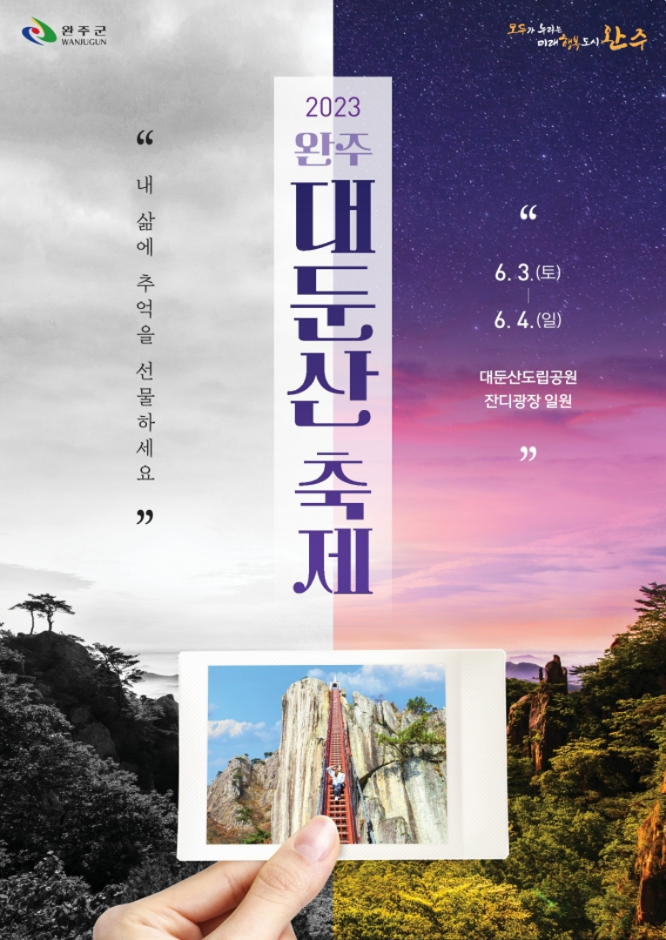 완주군
WANJUGUN
모두가 누리는
미래행복도시 완주
2023
완주
대둔산 축제
“
내 삶에 추억을 선물하세요
”
“
6. 3.(토)
6. 4.(일)
대둔산도립공원
잔디광장 일원
”